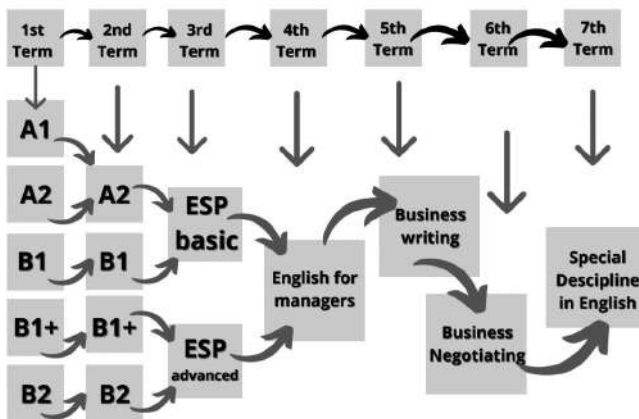 1st
Term
2nd
Term
3rd
Term
4th
Term
5th
Term
6th
Term
7th
Term
A1
A2
B1
B1+
B2
A2
B1
B1+
B2
ESP
basic
ESP
advanced
English for
managers
Business
writing
Business
Negotiating
Special
Descipline
in English